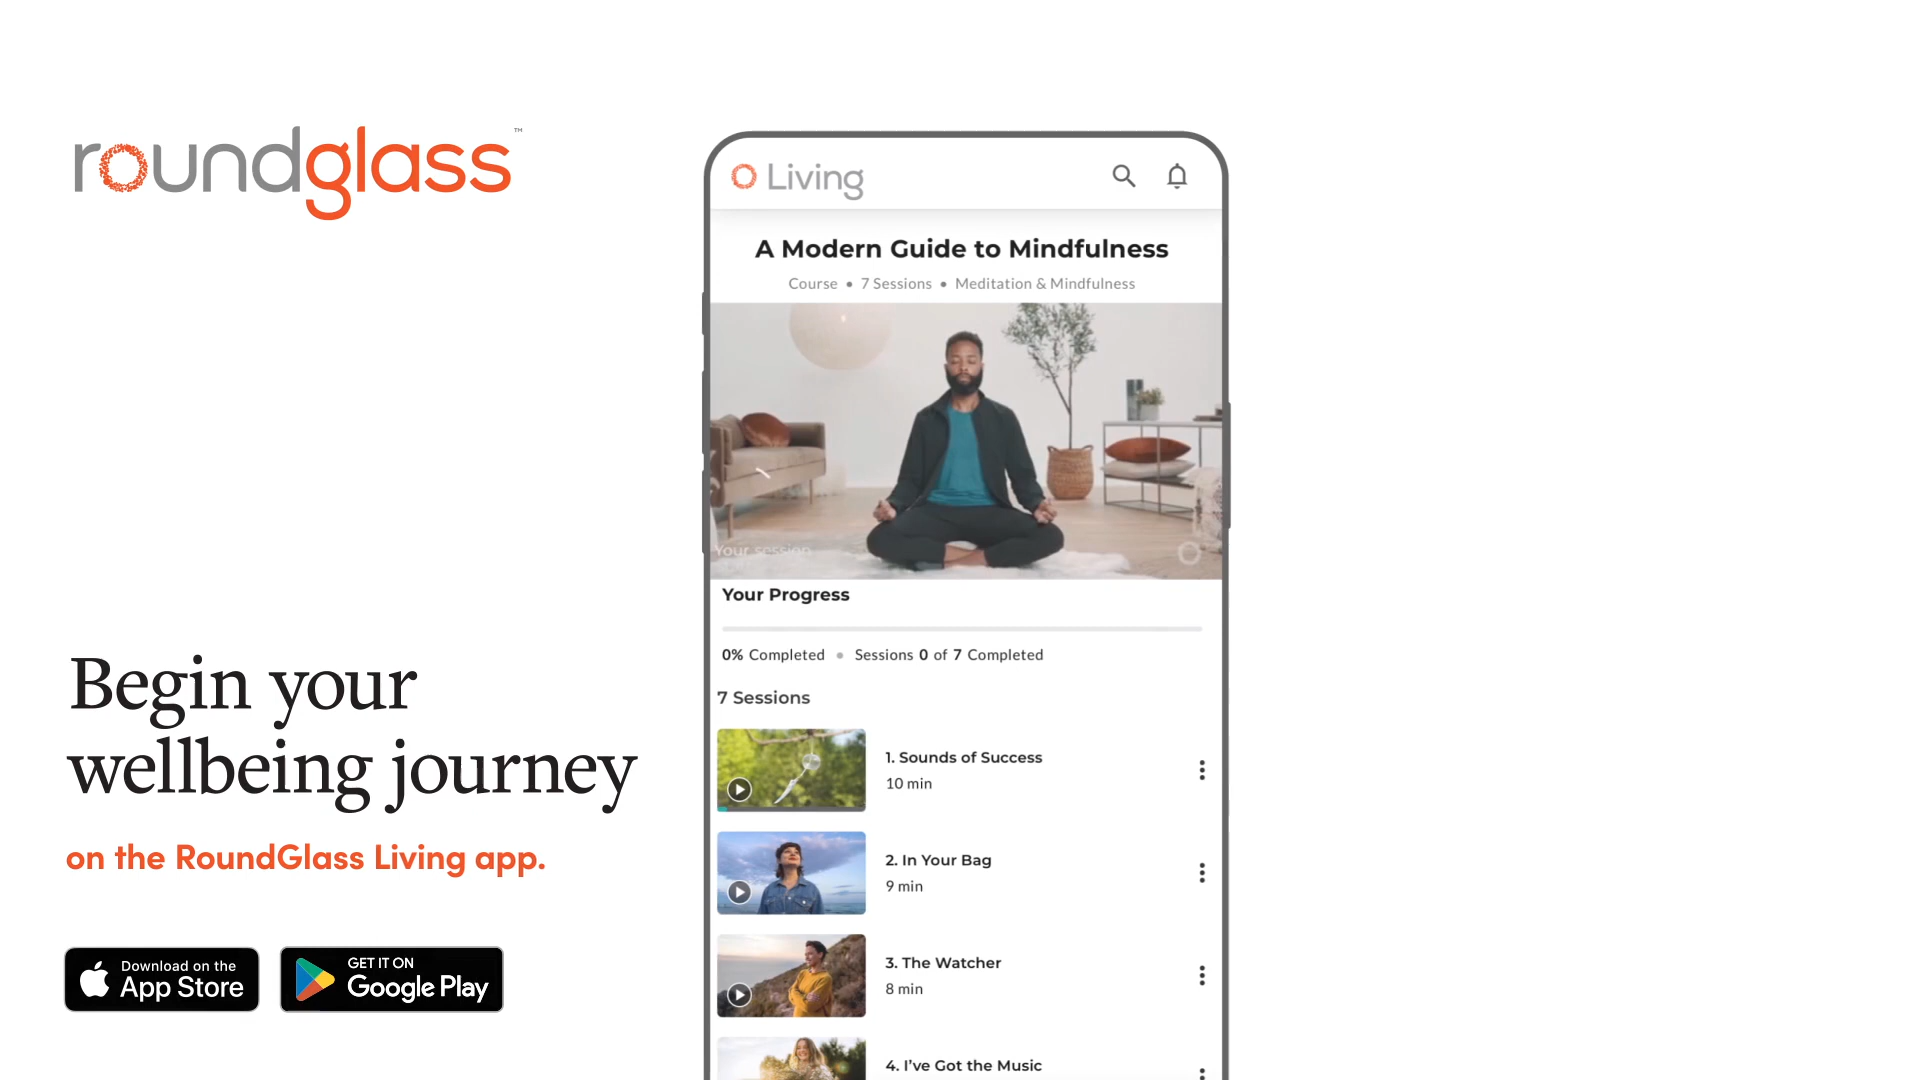 roundglass™
Begin your
wellbeing journey
on the RoundGlass Living app.
Download on the
App Store
GET IT ON
Google Play
Living
A Modern Guide to Mindfulness
Course • 7 Sessions • Meditation & Mindfulness
Your session
Your Progress
0% Completed • Sessions 0 of 7 Completed
7 Sessions
1. Sounds of Success
10 min
2. In Your Bag
9 min
3. The Watcher
8 min
4. I’ve Got the Music